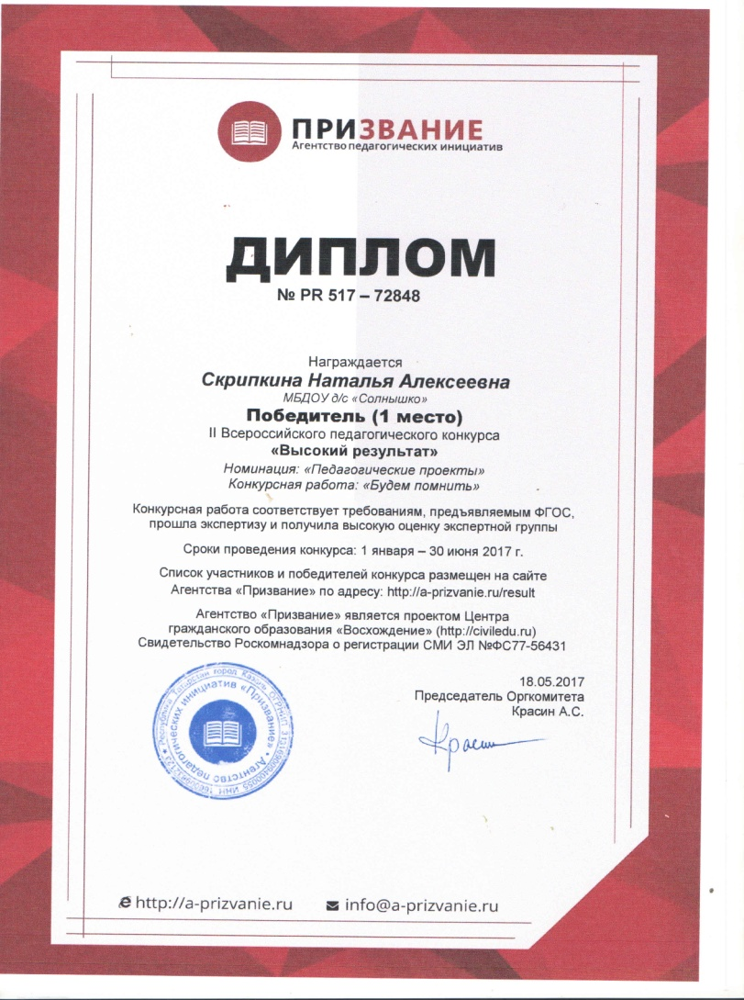 ПРИЗВАНИЕ
Агентство педагогических инициатив
ДИПЛОМ
№ PR 517 – 72848
Награждается
Скрипкина Наталья Алексеевна
МБДОУ д/с «Солнышко»
Победитель (1 место)
II Всероссийского педагогического конкурса
«Высокий результат»
Номинация: «Педагогические проекты»
Конкурсная работа: «Будем помнить»
Конкурсная работа соответствует требованиям, предъявляемым ФГОС,
прошла экспертизу и получила высокую оценку экспертной группы
Сроки проведения конкурса: 1 января – 30 июня 2017 г.
Список участников и победителей конкурса размещен на сайте
Агентства «Призвание» по адресу: http://a-prizvanie.ru/result
Агентство «Призвание» является проектом Центра
гражданского образования «Восхождение» (http://civiledu.ru)
Свидетельство Роскомнадзора о регистрации СМИ ЭЛ №ФС77-56431
18.05.2017
Председатель Оргкомитета
Красин А.С.
Красин
Республика Татарстан город Казань ОГРНИП
ИНН
Агентство педагогических инициатив «Призвание»
http://a-prizvanie.ru
info@a-prizvanie.ru